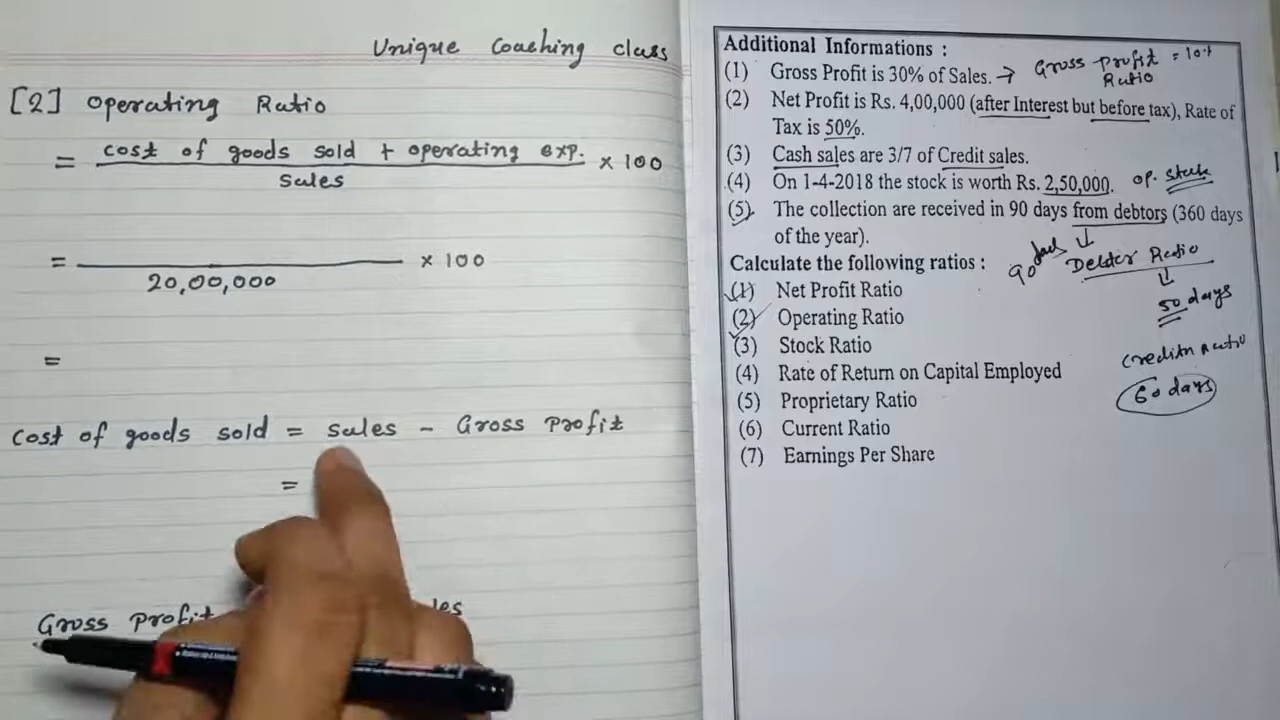 Unique Coaching class
[2] Operating Ratio
= cost of goods sold + operating exp. × 100
sales
= × 100
20,00,000
=
Cost of goods sold = sales - Gross Profit
=
Gross Profit
Additional Informations :
(1) Gross Profit is 30% of Sales. → Gross Profit Ratio
(2) Net Profit is Rs. 4,00,000 (after Interest but before tax), Rate of
Tax is 50%.
(3) Cash sales are 3/7 of Credit sales.
(4) On 1-4-2018 the stock is worth Rs. 2,50,000. op. stock
(5) The collection are received in 90 days from debtors (360 days
of the year).
90 days Debtor Ratio
Calculate the following ratios :
(1) Net Profit Ratio
50 days
(2) Operating Ratio
(3) Stock Ratio
(4) Rate of Return on Capital Employed
60 days
(5) Proprietary Ratio
(6) Current Ratio
(7) Earnings Per Share